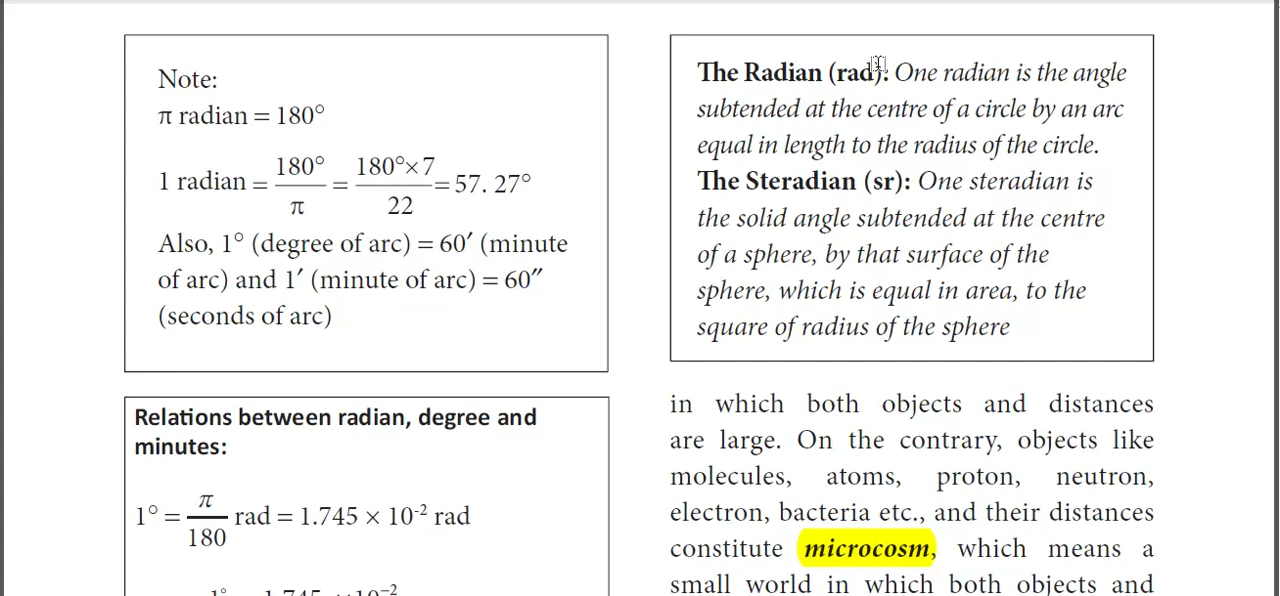 Note:
π radian = 180°
1 radian = 180°/π = 180°×7/22 = 57. 27°
Also, 1° (degree of arc) = 60′ (minute
of arc) and 1′ (minute of arc) = 60″
(seconds of arc)
Relations between radian, degree and
minutes:
1° = π/180 rad = 1.745 × 10⁻² rad
The Radian (rad): One radian is the angle
subtended at the centre of a circle by an arc
equal in length to the radius of the circle.
The Steradian (sr): One steradian is
the solid angle subtended at the centre
of a sphere, by that surface of the
sphere, which is equal in area, to the
square of radius of the sphere
in which both objects and distances
are large. On the contrary, objects like
molecules, atoms, proton, neutron,
electron, bacteria etc., and their distances
constitute microcosm, which means a
small world in which both objects and